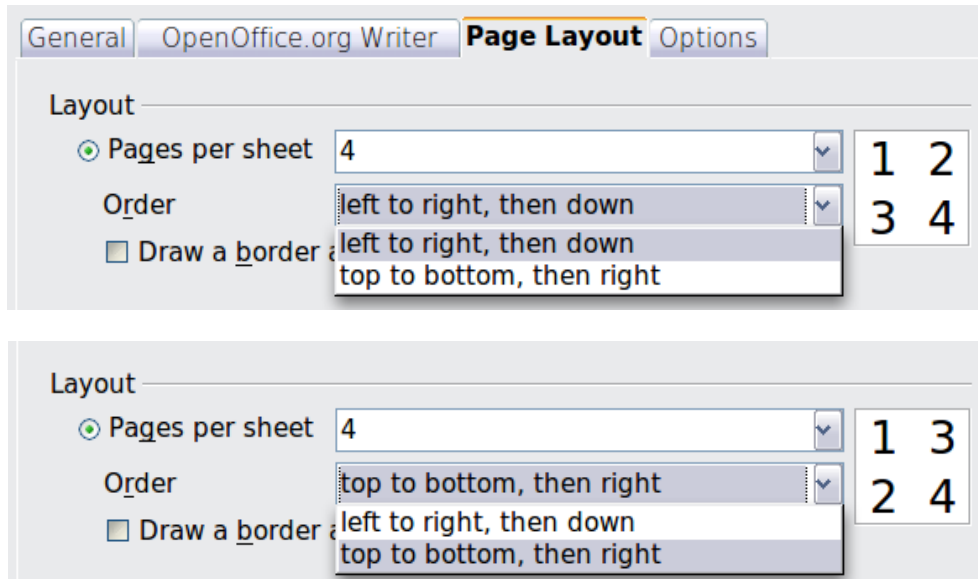 General OpenOffice.org Writer Page Layout Options
Layout
Pages per sheet 4
1 2
Order left to right, then down
3 4
Draw a border
left to right, then down
top to bottom, then right
Layout
Pages per sheet 4
1 3
Order top to bottom, then right
2 4
Draw a border
left to right, then down
top to bottom, then right